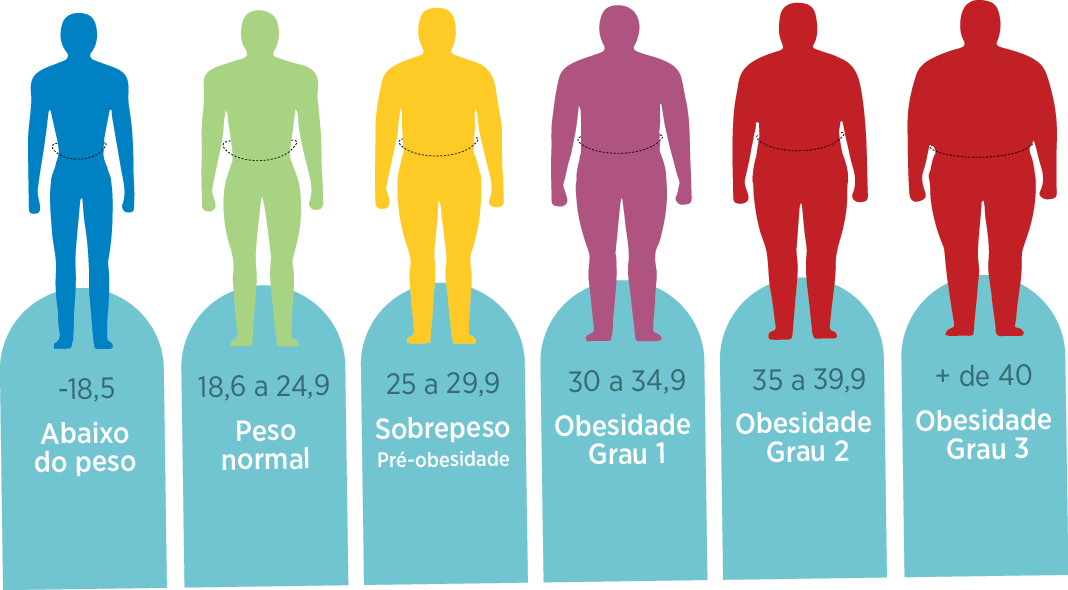 -18,5
Abaixo
do peso
18,6 a 24,9
Peso
normal
25 a 29,9
Sobrepeso
Pré-obesidade
30 a 34,9
Obesidade
Grau 1
35 a 39,9
Obesidade
Grau 2
+ de 40
Obesidade
Grau 3